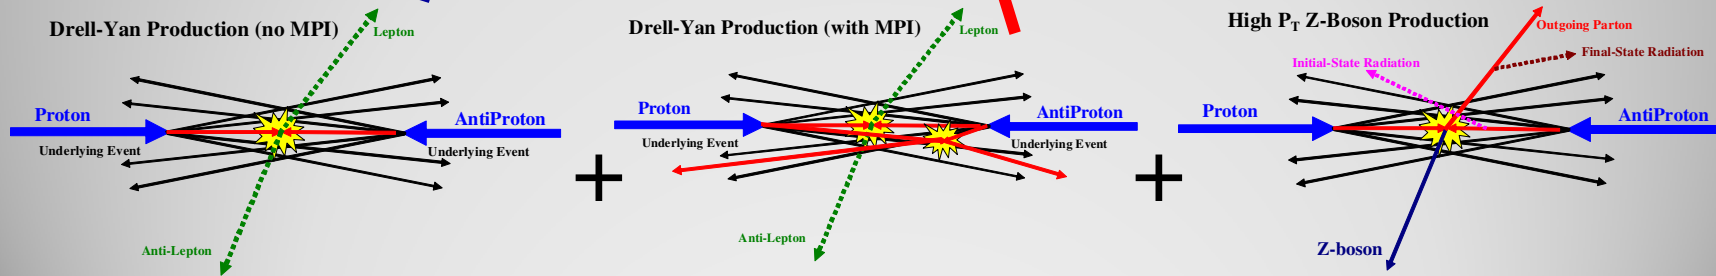 Drell-Yan Production (no MPI)
Lepton
Proton
AntiProton
Underlying Event
Underlying Event
Anti-Lepton
+
Drell-Yan Production (with MPI)
Lepton
Proton
AntiProton
Underlying Event
Underlying Event
Anti-Lepton
+
High PT Z-Boson Production
Outgoing Parton
Initial-State Radiation
Final-State Radiation
Proton
AntiProton
Z-boson